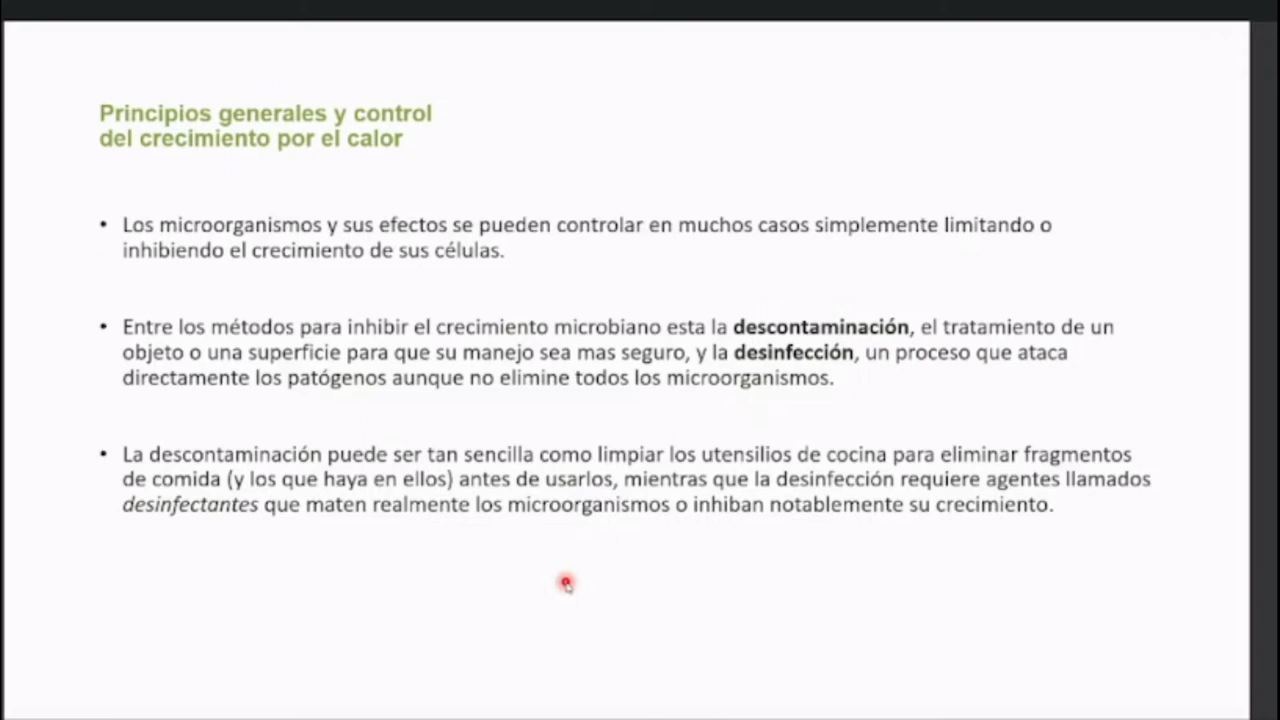 Principios generales y control
del crecimiento por el calor
• Los microorganismos y sus efectos se pueden controlar en muchos casos simplemente limitando o
inhibiendo el crecimiento de sus células.
• Entre los métodos para inhibir el crecimiento microbiano esta la descontaminación, el tratamiento de un
objeto o una superficie para que su manejo sea mas seguro, y la desinfección, un proceso que ataca
directamente los patógenos aunque no elimine todos los microorganismos.
• La descontaminación puede ser tan sencilla como limpiar los utensilios de cocina para eliminar fragmentos
de comida (y los que haya en ellos) antes de usarlos, mientras que la desinfección requiere agentes llamados
desinfectantes que maten realmente los microorganismos o inhiban notablemente su crecimiento.